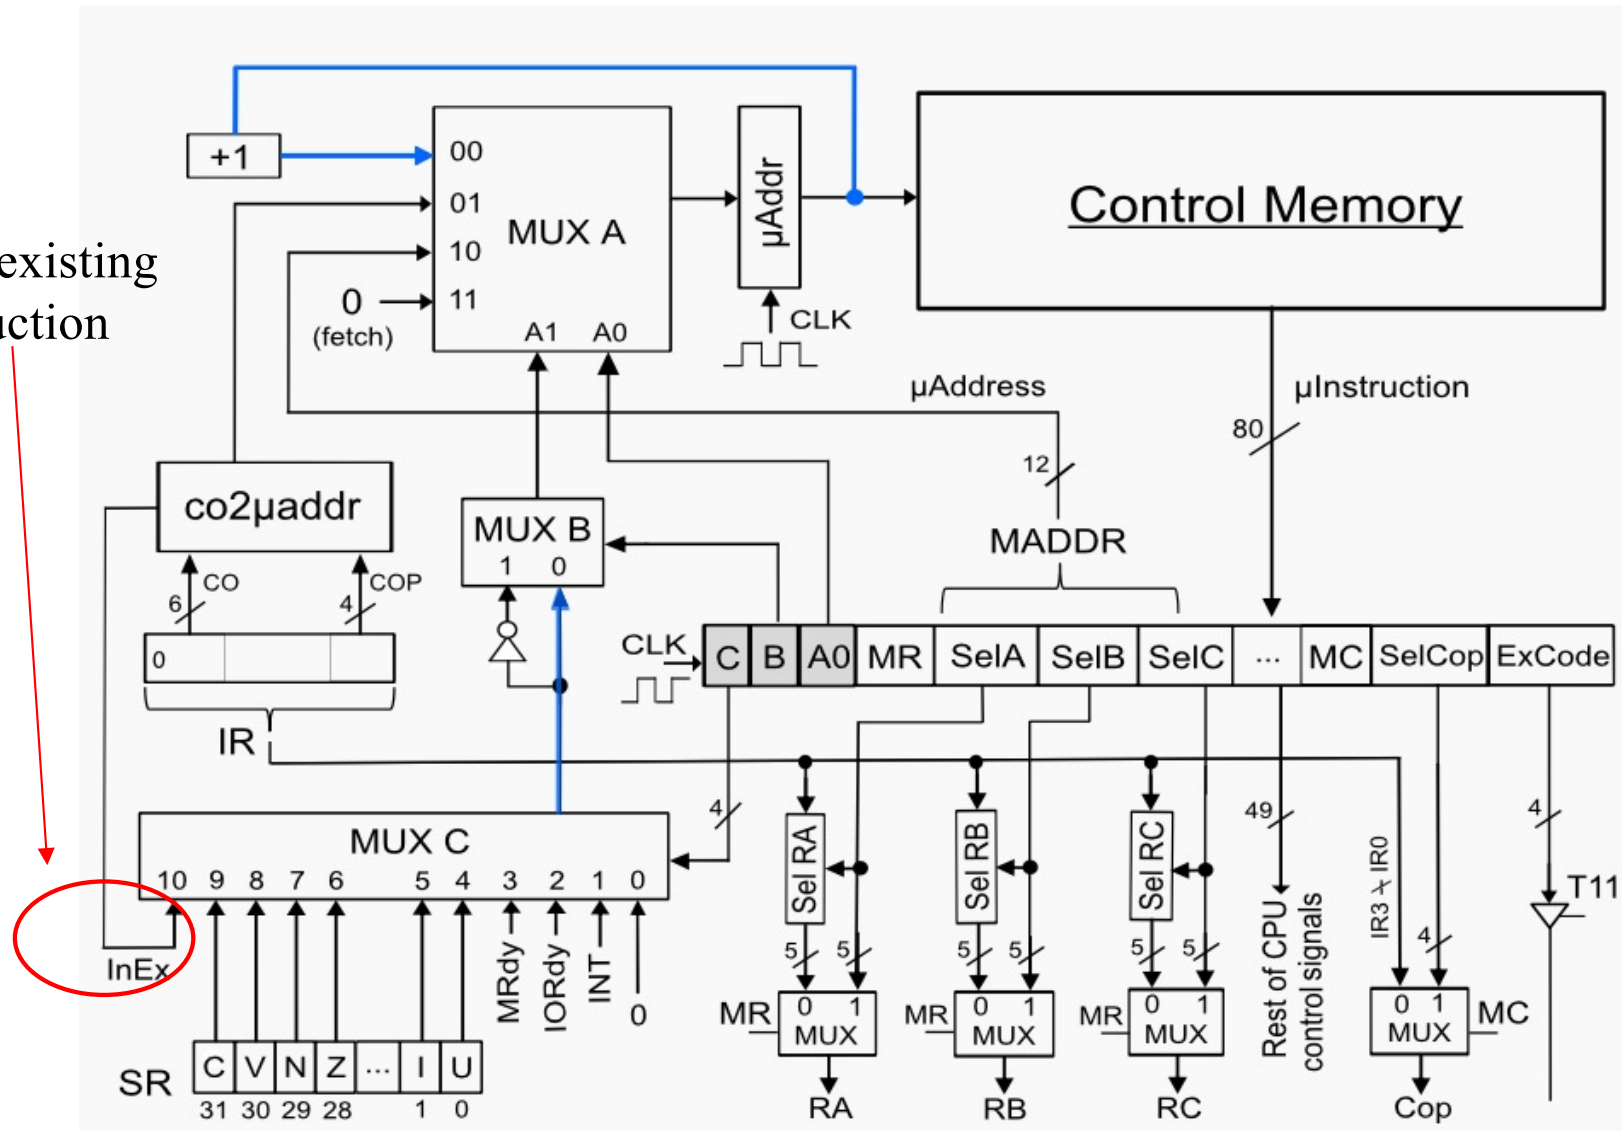 +1
00
01
10
11
MUX A
A1 A0
0
(fetch)
µAddr
CLK
Control Memory
existing
µAddress
µInstruction
80
12
MADDR
co2µaddr
CO
COP
6
4
0
IR
MUX B
1 0
CLK
C B A0 MR SelA SelB SelC ... MC SelCop ExCode
MUX C
10 9 8 7 6 5 4 3 2 1 0
4
InEx
MRdy
IORdy
INT
0
SR
C V N Z ... I U
31 30 29 28 1 0
Sel RA
5 5
MR
0 1
MUX
RA
Sel RB
5 5
MR
0 1
MUX
RB
Sel RC
5 5
MR
0 1
MUX
RC
49
Rest of CPU
control signals
IR3 IR0
4
0 1
MUX
MC
Cop
4
T11